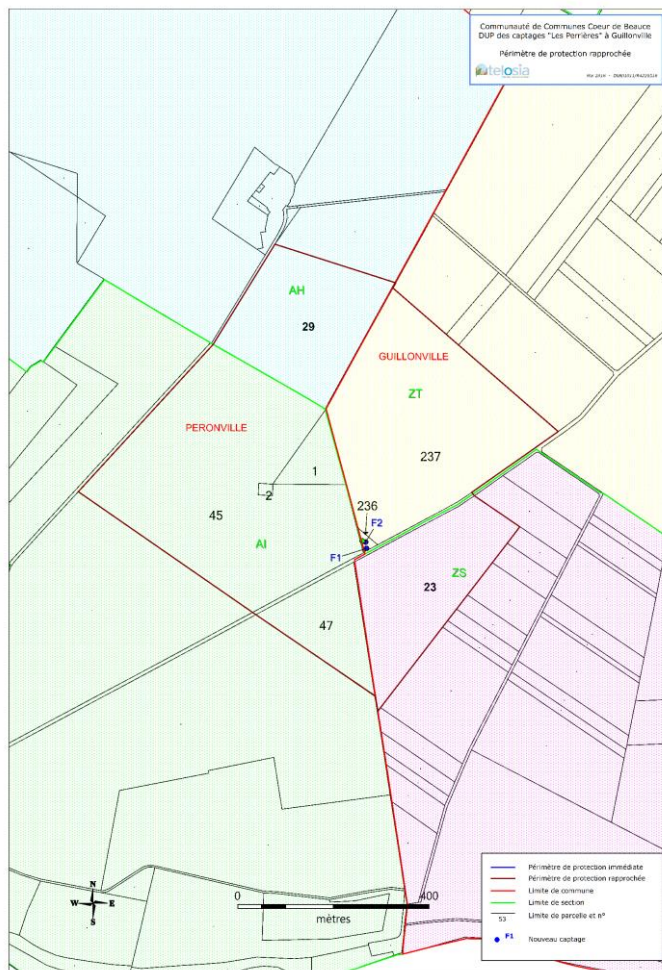 Communauté de Communes Coeur de Beauce
DUP des captages "Les Perrières" à Guillonville
Périmètre de protection rapprochée
telosia
AH
29
GUILLONVILLE
ZT
PERONVILLE
1
237
2
236
45
F2
AI
F1
ZS
23
47
N
W E
S
0 400
mètres
Périmètre de protection immédiate
Périmètre de protection rapprochée
Limite de commune
Limite de section
53 Limite de parcelle et n°
F1 Nouveau captage